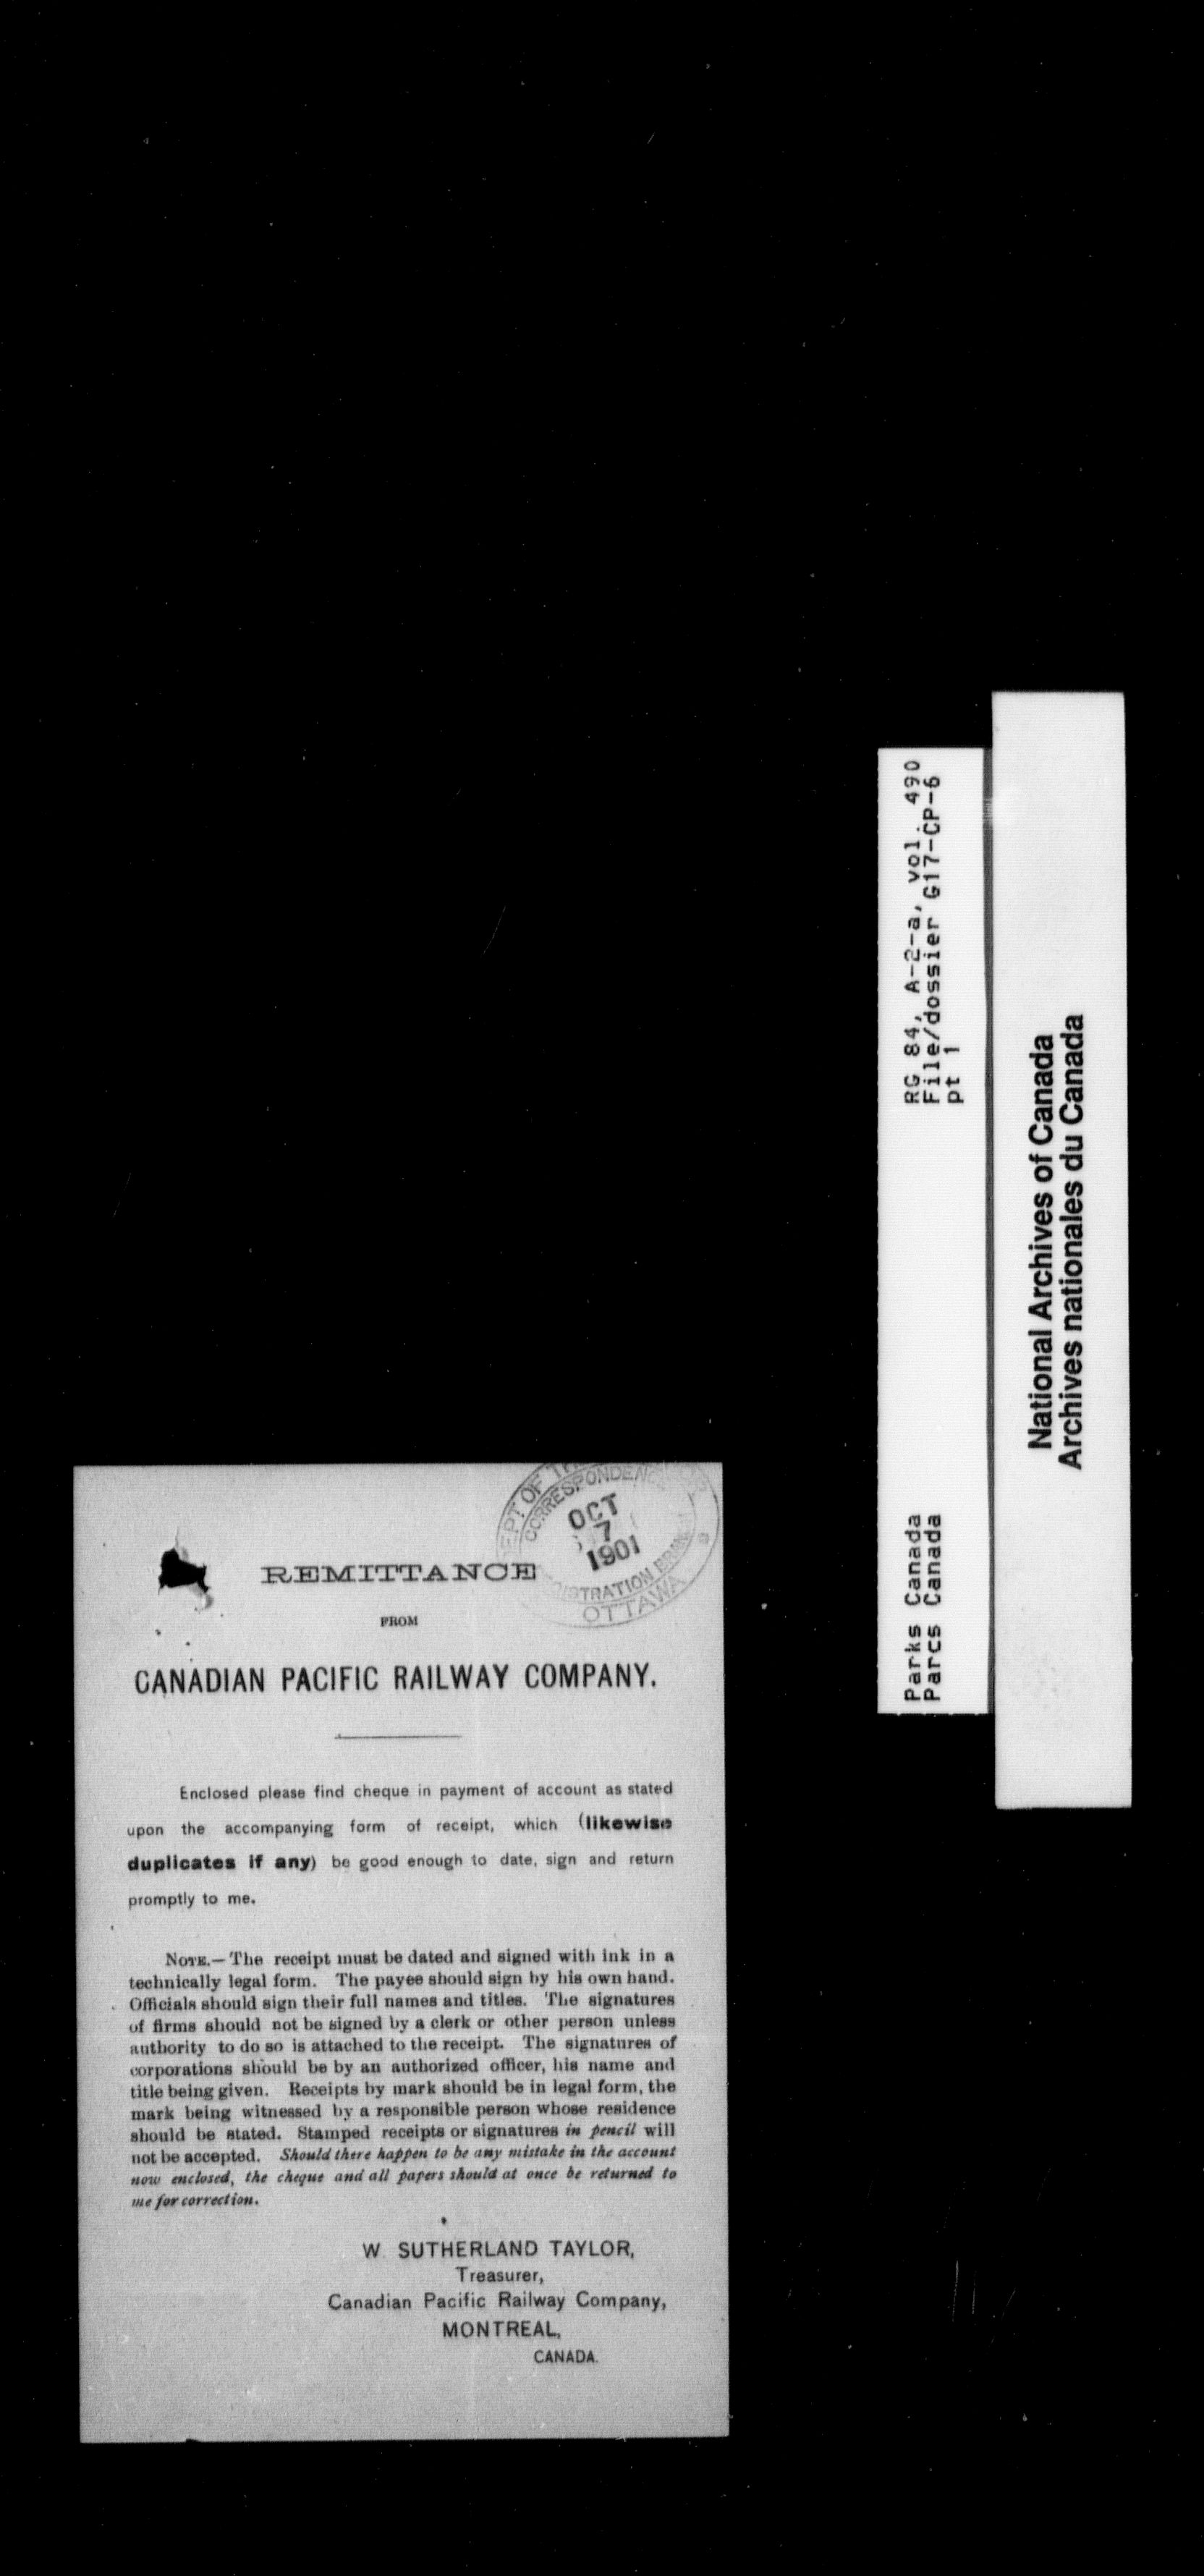 DEPT OF TH
CORRESPONDEN
OCT
7
1901
ISTRATION BRAN
OTTAWA
REMITTANCE
FROM
CANADIAN PACIFIC RAILWAY COMPANY.
Enclosed please find cheque in payment of account as stated
upon the accompanying form of receipt, which (likewise
duplicates if any) be good enough to date, sign and return
promptly to me.
NOTE.—The receipt must be dated and signed with ink in a
technically legal form. The payee should sign by his own hand.
Officials should sign their full names and titles. The signatures
of firms should not be signed by a clerk or other person unless
authority to do so is attached to the receipt. The signatures of
corporations should be by an authorized officer, his name and
title being given. Receipts by mark should be in legal form, the
mark being witnessed by a responsible person whose residence
should be stated. Stamped receipts or signatures in pencil will
not be accepted. Should there happen to be any mistake in the account
now enclosed, the cheque and all papers should at once be returned to
me for correction.
W. SUTHERLAND TAYLOR,
Treasurer,
Canadian Pacific Railway Company,
MONTREAL,
CANADA.
RG 84, A-2-a, vol. 490
File/dossier G17-CP-6
pt 1
Parks Canada
Parcs Canada
National Archives of Canada
Archives nationales du Canada